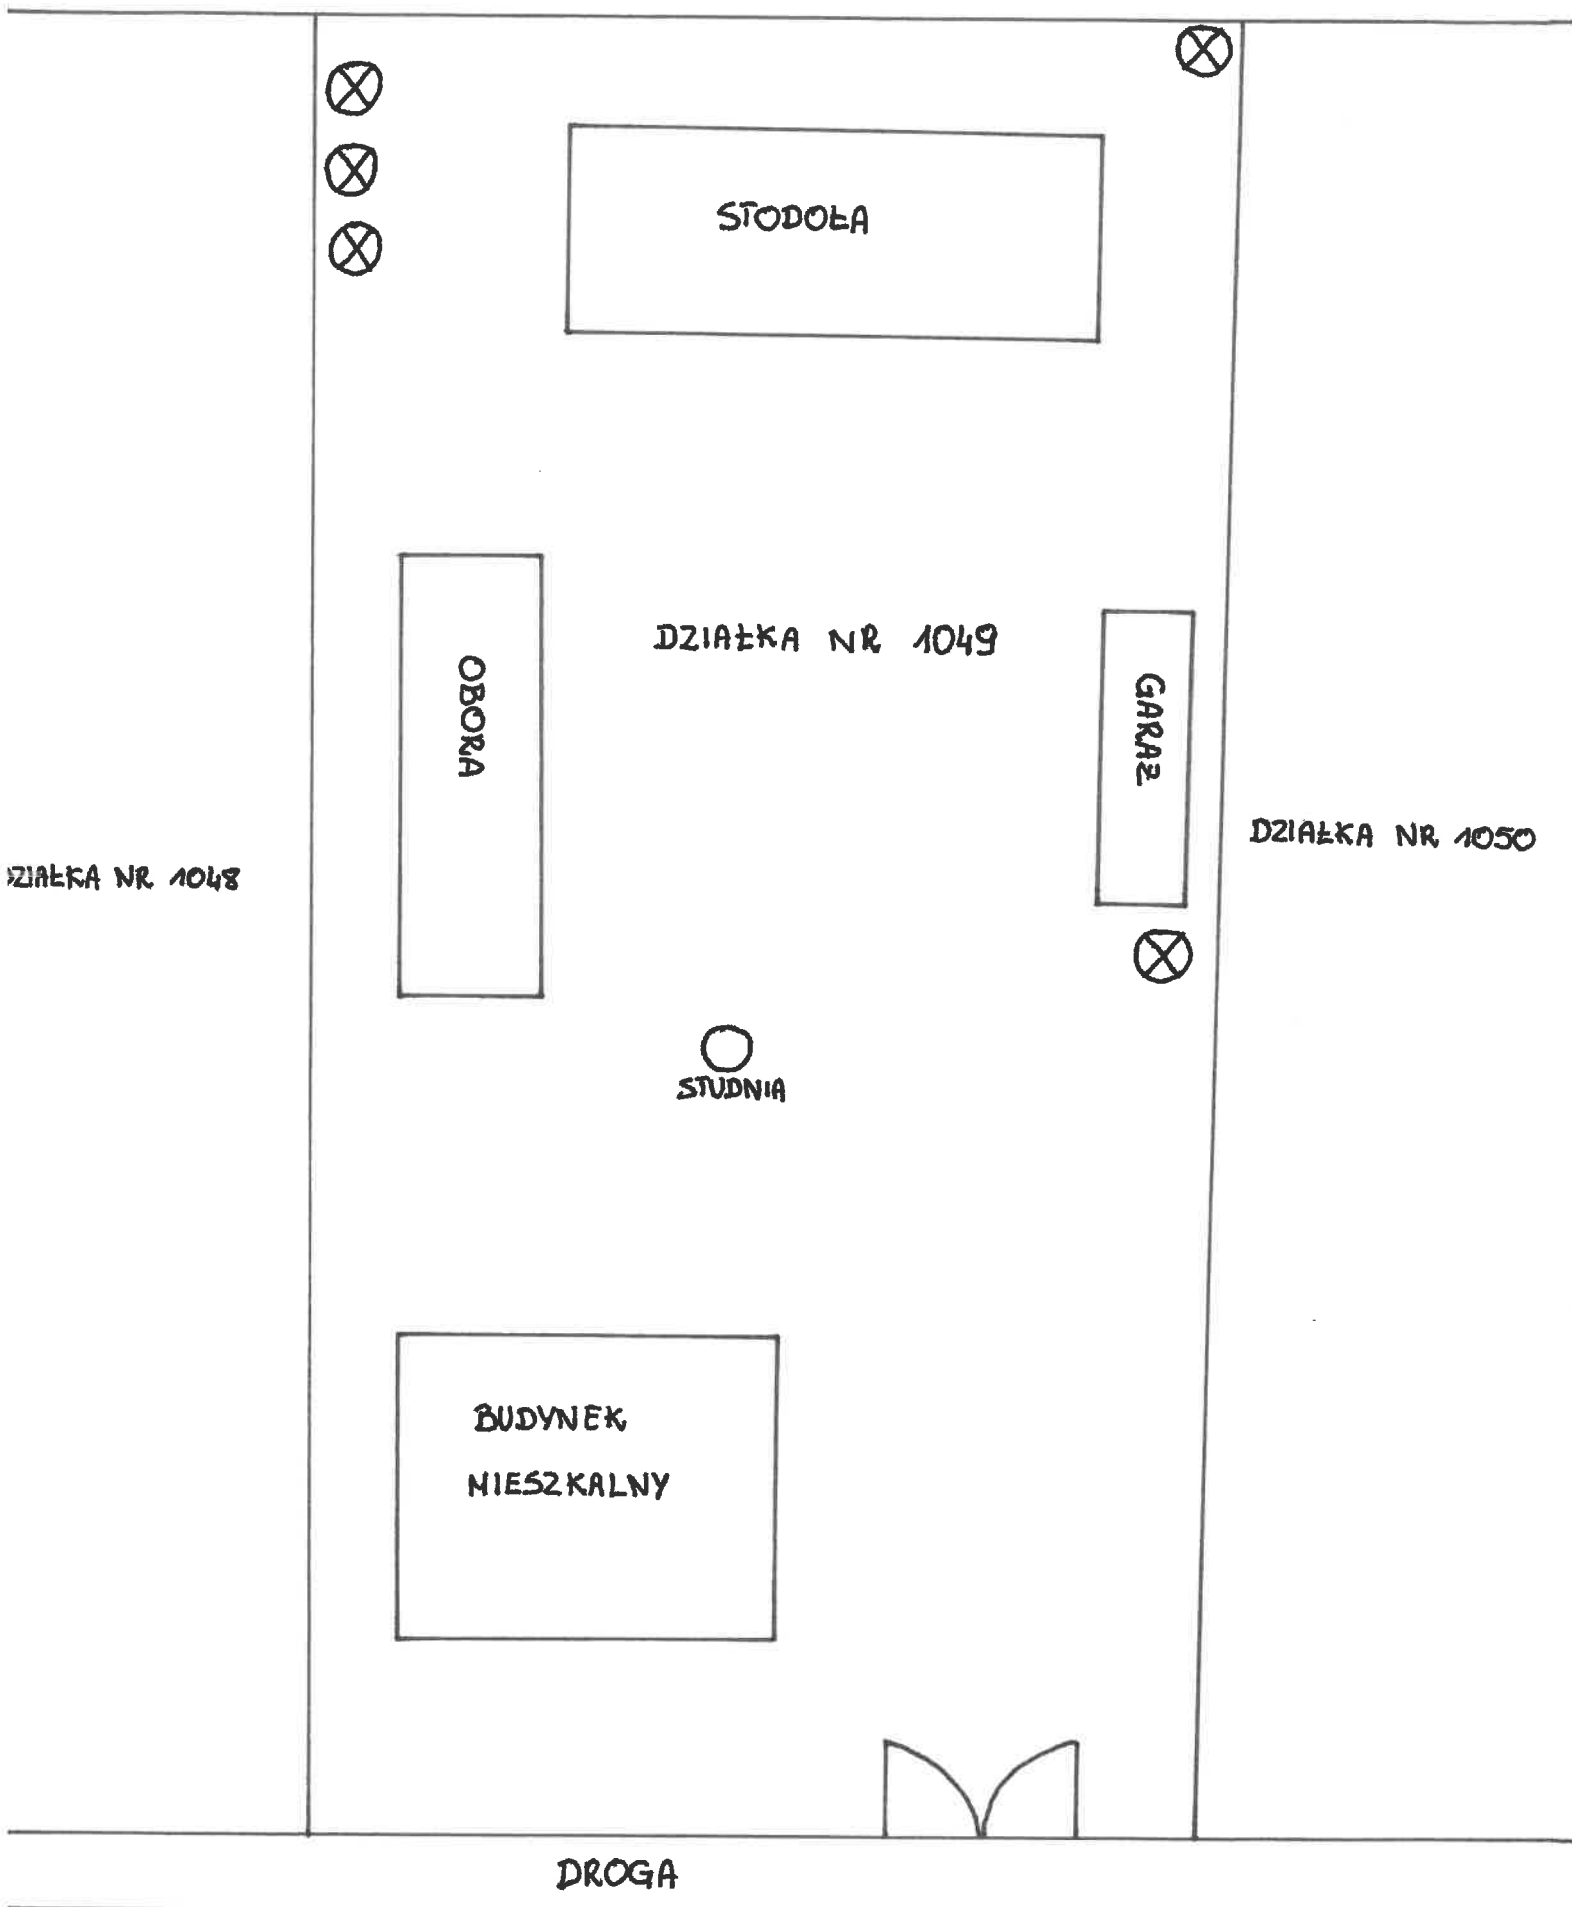 STODOŁA
DZIAŁKA NR 1049
OBORA
GARAŻ
DZIAŁKA NR 1050
DZIAŁKA NR 1048
STUDNIA
BUDYNEK
MIESZKALNY
DROGA